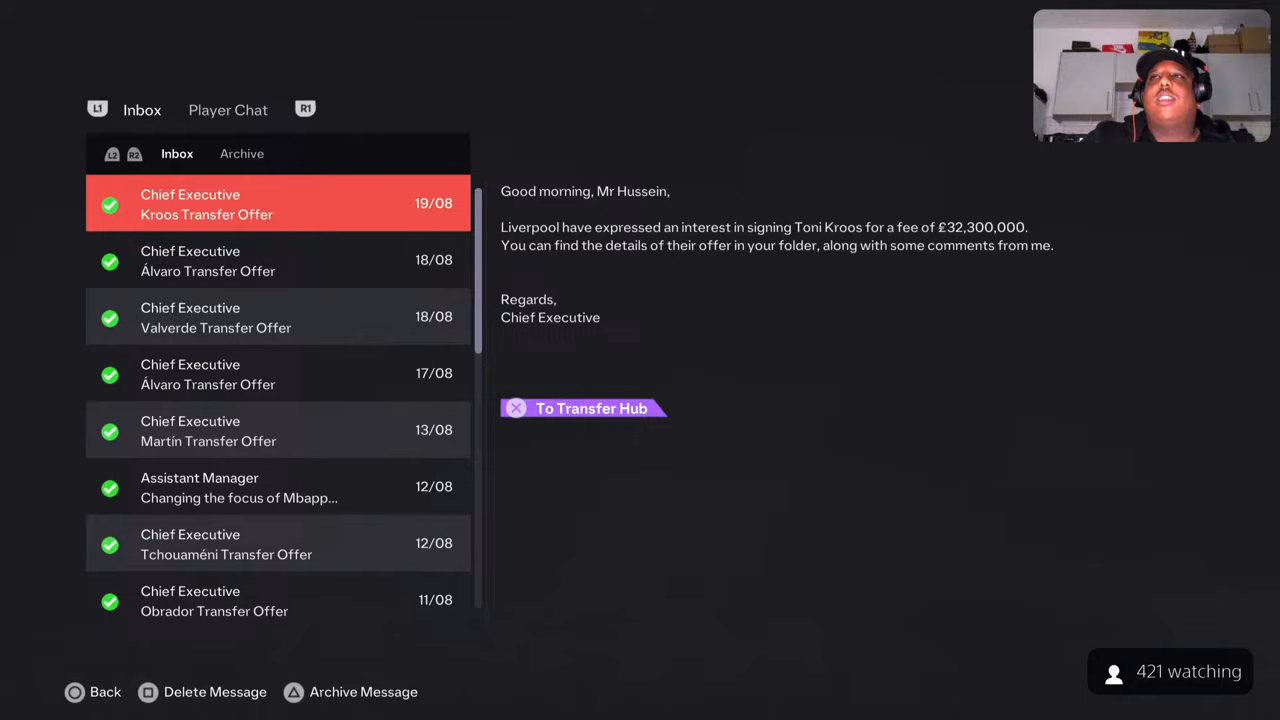 L1 Inbox Player Chat R1
L2 R2 Inbox Archive
Chief Executive
Kroos Transfer Offer
19/08
Chief Executive
Álvaro Transfer Offer
18/08
Chief Executive
Valverde Transfer Offer
18/08
Chief Executive
Álvaro Transfer Offer
17/08
Chief Executive
Martín Transfer Offer
13/08
Assistant Manager
Changing the focus of Mbapp...
12/08
Chief Executive
Tchouaméni Transfer Offer
12/08
Chief Executive
Obrador Transfer Offer
11/08
Good morning, Mr Hussein,
Liverpool have expressed an interest in signing Toni Kroos for a fee of £32,300,000.
You can find the details of their offer in your folder, along with some comments from me.
Regards,
Chief Executive
To Transfer Hub
Back Delete Message Archive Message
421 watching